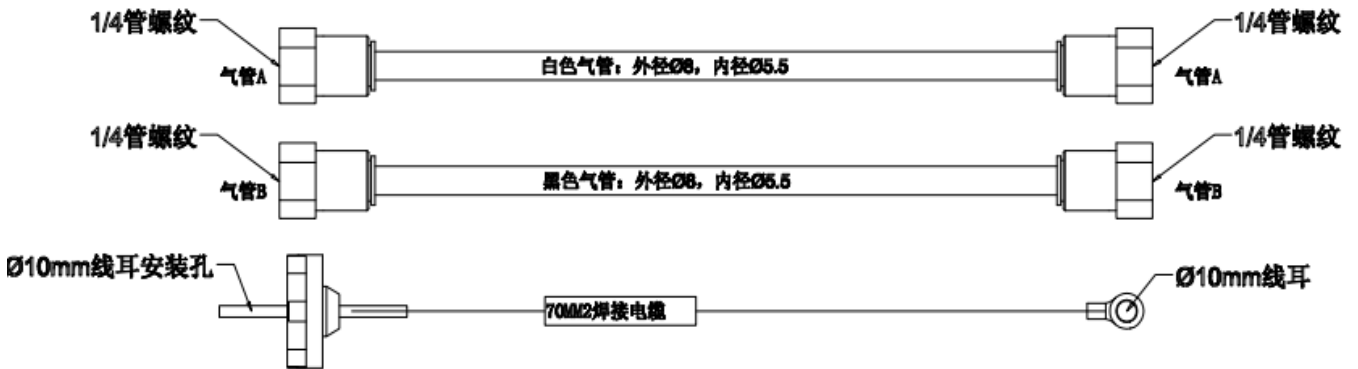 1/4管螺纹
1/4管螺纹
气管A
白色气管：外径Ø8，内径Ø5.5
气管A
1/4管螺纹
1/4管螺纹
气管B
黑色气管：外径Ø8，内径Ø5.5
气管B
Ø10mm线耳安装孔
Ø10mm线耳
70MM2焊接电缆